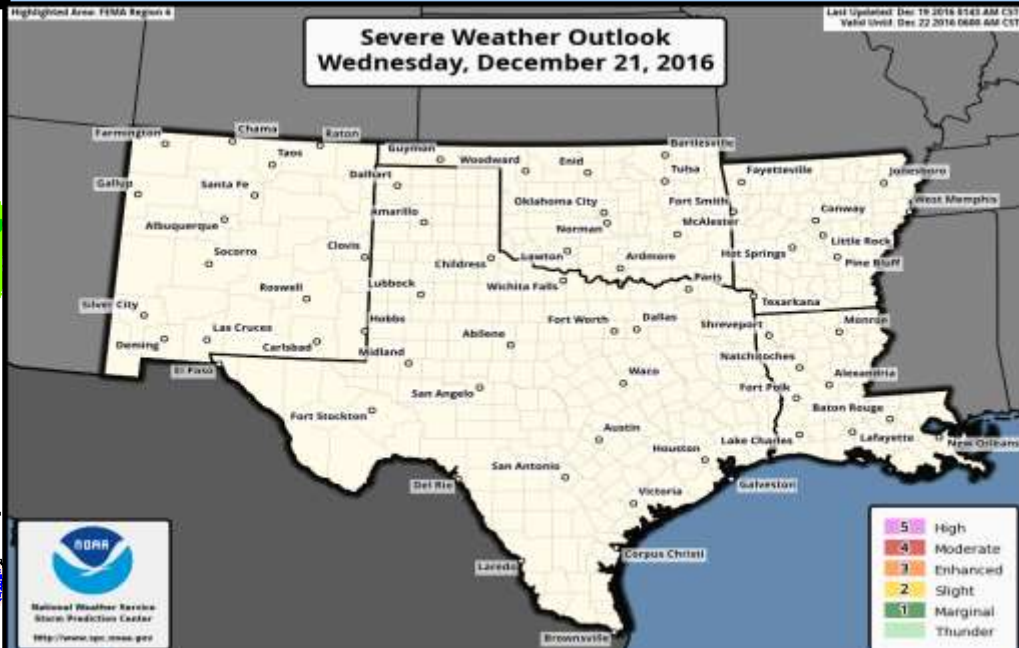 Highlighted Area: FEMA Region 6
Last Updated: Dec 19 2016 0143 AM CST
Valid Until: Dec 22 2016 0600 AM CST
Severe Weather Outlook
Wednesday, December 21, 2016
Farmington
Chama
Raton
Taos
Guymon
Woodward
Enid
Bartlesville
Gallup
Santa Fe
Dalhart
Tulsa
Fayetteville
Jonesboro
Albuquerque
Amarillo
Oklahoma City
Fort Smith
Conway
West Memphis
Norman
McAlester
Socorro
Clovis
Childress
Lawton
Ardmore
Hot Springs
Little Rock
Pine Bluff
Roswell
Lubbock
Wichita Falls
Paris
Texarkana
Silver City
Las Cruces
Hobbs
Abilene
Fort Worth
Dallas
Shreveport
Monroe
Deming
Carlsbad
Midland
Natchitoches
El Paso
San Angelo
Waco
Fort Polk
Alexandria
Fort Stockton
Baton Rouge
Austin
Houston
Lake Charles
Lafayette
New Orleans
San Antonio
Del Rio
Victoria
Galveston
Laredo
Corpus Christi
Brownsville
NOAA
National Weather Service
Storm Prediction Center
http://www.spc.noaa.gov
5 High
4 Moderate
3 Enhanced
2 Slight
1 Marginal
Thunder